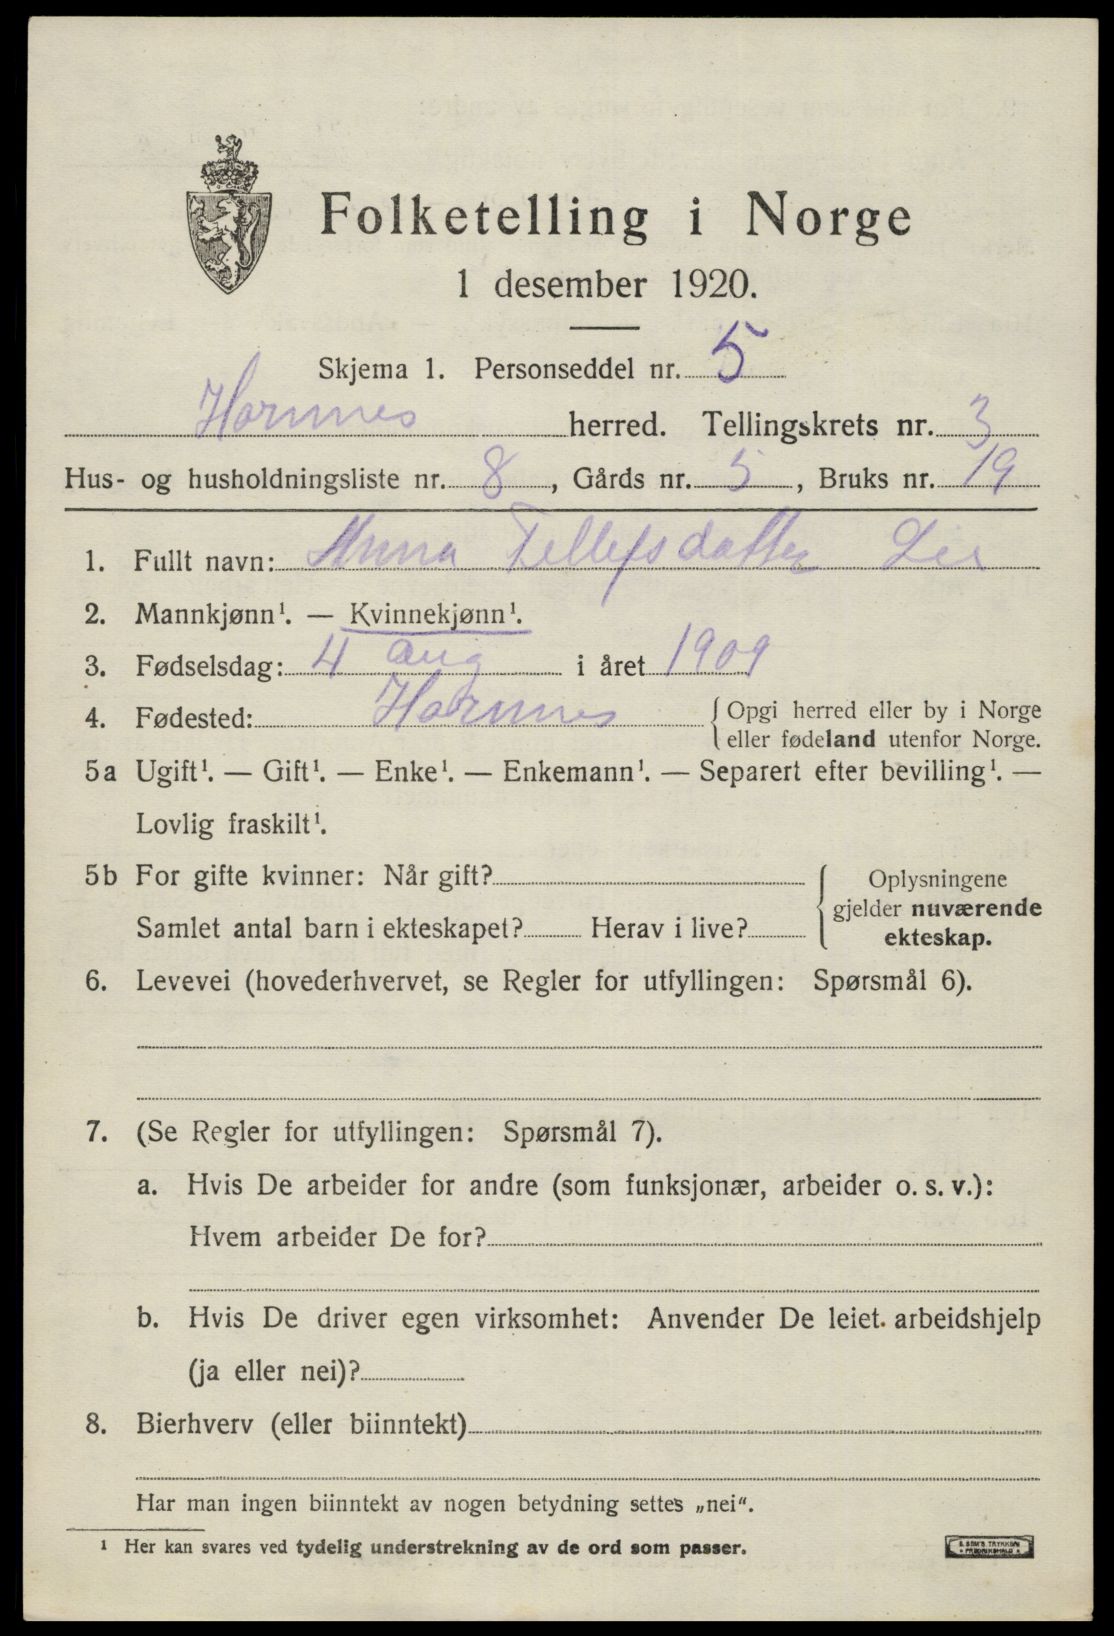 Folketelling i Norge
1 desember 1920.
Skjema 1. Personseddel nr. 5
Hornnes herred. Tellingskrets nr. 3
Hus- og husholdningsliste nr. 8, Gårds nr. 5, Bruks nr. 19
1. Fullt navn: Anna Tellefsdatter Lie
2. Mannkjønn¹. — Kvinnekjønn¹.
3. Fødselsdag: 4 aug i året 1909
4. Fødested: Hornnes {Opgi herred eller by i Norge
eller fødeland utenfor Norge.
5a Ugift¹. — Gift¹. — Enke¹. — Enkemann¹. — Separert efter bevilling¹. —
Lovlig fraskilt¹.
5b For gifte kvinner: Når gift? { Oplysningene
gjelder nuværende
Samlet antal barn i ekteskapet? Herav i live?
ekteskap.
6. Levevei (hovederhvervet, se Regler for utfyllingen: Spørsmål 6).
7. (Se Regler for utfyllingen: Spørsmål 7).
a. Hvis De arbeider for andre (som funksjonær, arbeider o. s. v.):
Hvem arbeider De for?
b. Hvis De driver egen virksomhet: Anvender De leiet arbeidshjelp
(ja eller nei)?
8. Bierhverv (eller biinntekt)
Har man ingen biinntekt av nogen betydning settes „nei".
¹ Her kan svares ved tydelig understrekning av de ord som passer.